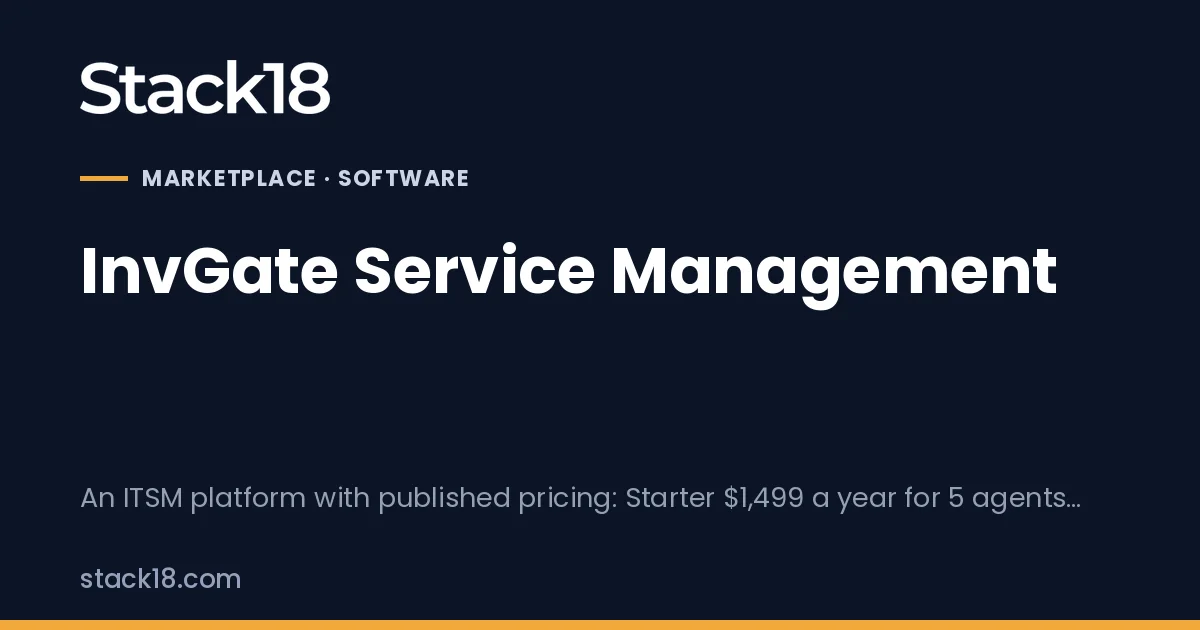 Stack18
MARKETPLACE · SOFTWARE
InvGate Service Management
An ITSM platform with published pricing: Starter $1,499 a year for 5 agents…
stack18.com